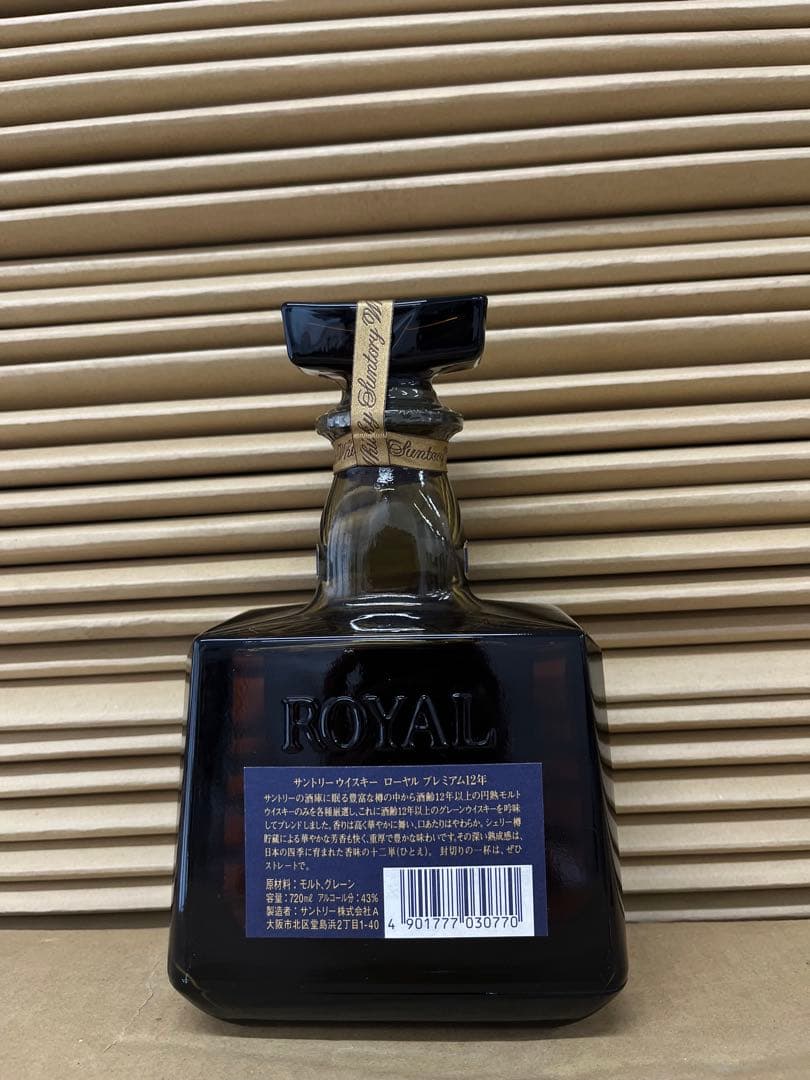 Whisky Suntory W
Whi
Suntory
ROYAL
サントリーウイスキー ローヤル プレミアム12年
サントリーの酒庫に眠る豊富な樽の中から酒齢12年以上の円熟モルト
ウイスキーのみを各種厳選し、これに酒齢12年以上のグレーンウイスキーを吟味
してブレンドしました。香りは高く華やかに舞い、口あたりはやわらか。シェリー樽
貯蔵による華やかな芳香も快く、重厚で豊かな味わいです。その深い熟成感は、
日本の四季に育まれた香味の十二単(ひとえ)。 封切りの一杯は、ぜひ
ストレートで。
原材料：モルト、グレーン
容量：720mℓ アルコール分：43%
製造者：サントリー株式会社A
大阪市北区堂島浜2丁目1-40
4 901777 030770